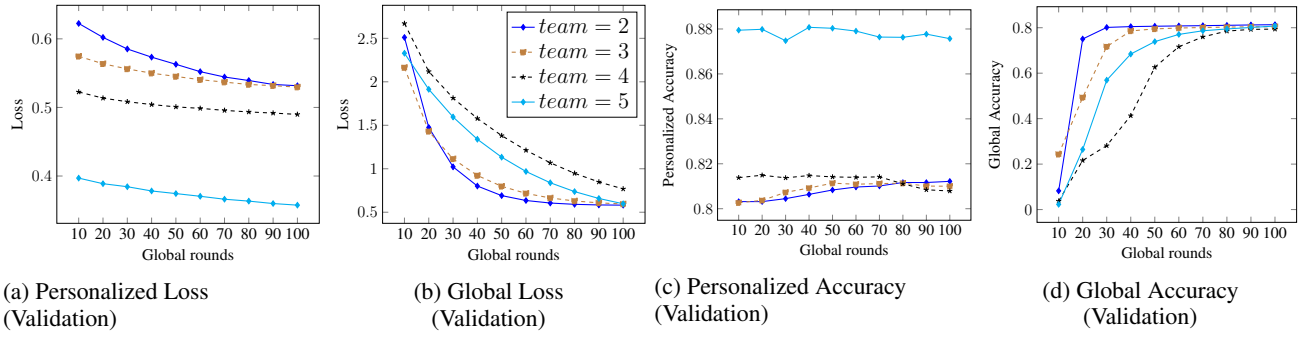 0.6
0.5
0.4
Loss
10 20 30 40 50 60 70 80 90 100
Global rounds
(a) Personalized Loss
(Validation)
2.5
2
1.5
1
0.5
Loss
10 20 30 40 50 60 70 80 90 100
Global rounds
team = 2
team = 3
team = 4
team = 5
(b) Global Loss
(Validation)
0.88
0.86
0.84
0.82
0.8
Personalized Accuracy
10 20 30 40 50 60 70 80 90 100
Global rounds
(c) Personalized Accuracy
(Validation)
0.8
0.6
0.4
0.2
0
Global Accuracy
10 20 30 40 50 60 70 80 90 100
Global rounds
(d) Global Accuracy
(Validation)